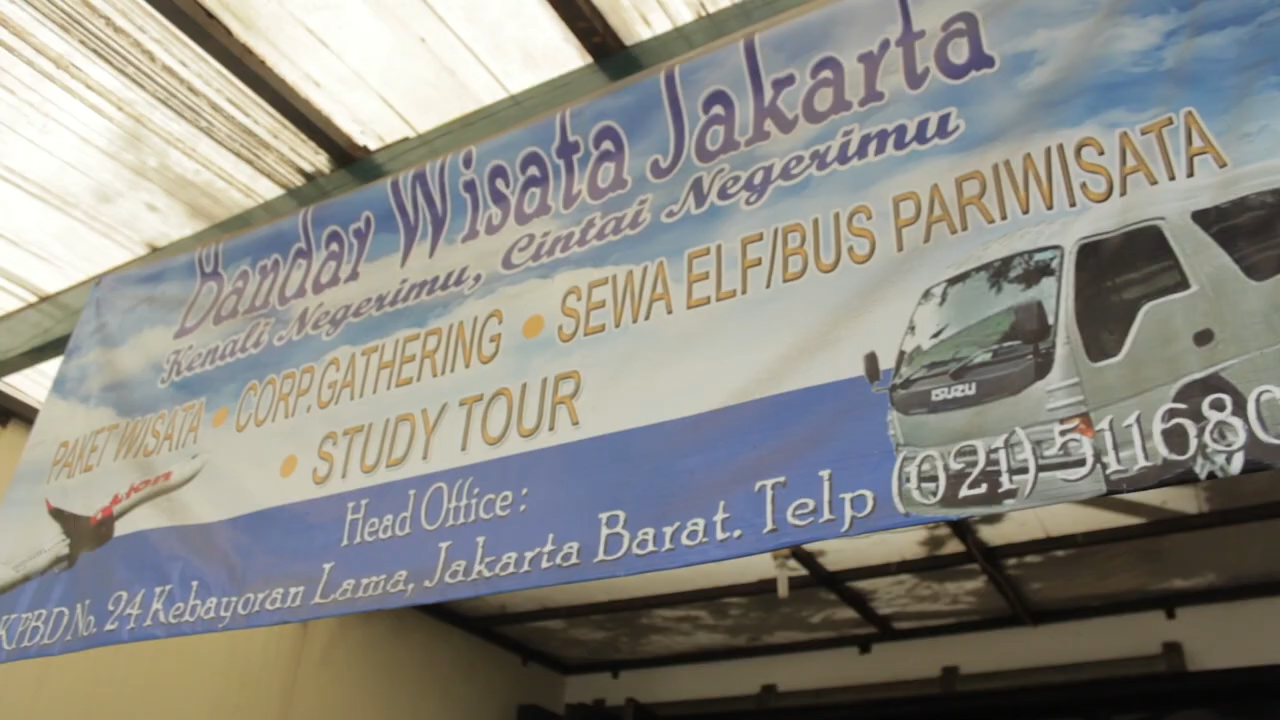 Bandar Wisata Jakarta
Kenali Negerimu, Cintai Negerimu
PAKET WISATA • CORP.GATHERING • SEWA ELF/BUS PARIWISATA
• STUDY TOUR
ISUZU
Head Office :
KPBD No. 24 Kebayoran Lama, Jakarta Barat. Telp (021) 511680